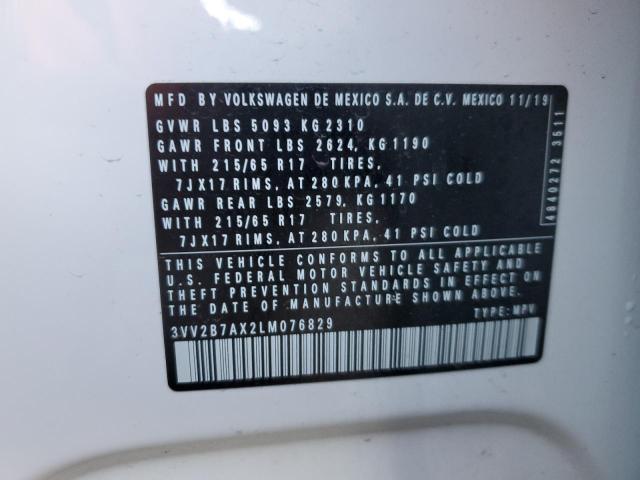 MFD BY VOLKSWAGEN DE MEXICO S.A. DE C.V. MEXICO 11/19
GVWR LBS 5093 KG 2310
GAWR FRONT LBS 2624, KG 1190
WITH 215/65 R17 TIRES,
7JX17 RIMS, AT 280 KPA, 41 PSI COLD
GAWR REAR LBS 2579, KG 1170
WITH 215/65 R17 TIRES,
7JX17 RIMS, AT 280 KPA, 41 PSI COLD
THIS VEHICLE CONFORMS TO ALL APPLICABLE
U.S. FEDERAL MOTOR VEHICLE SAFETY AND
THEFT PREVENTION STANDARDS IN EFFECT ON
THE DATE OF MANUFACTURE SHOWN ABOVE.
3VV2B7AX2LM076829 TYPE: MPV
4840272 3511